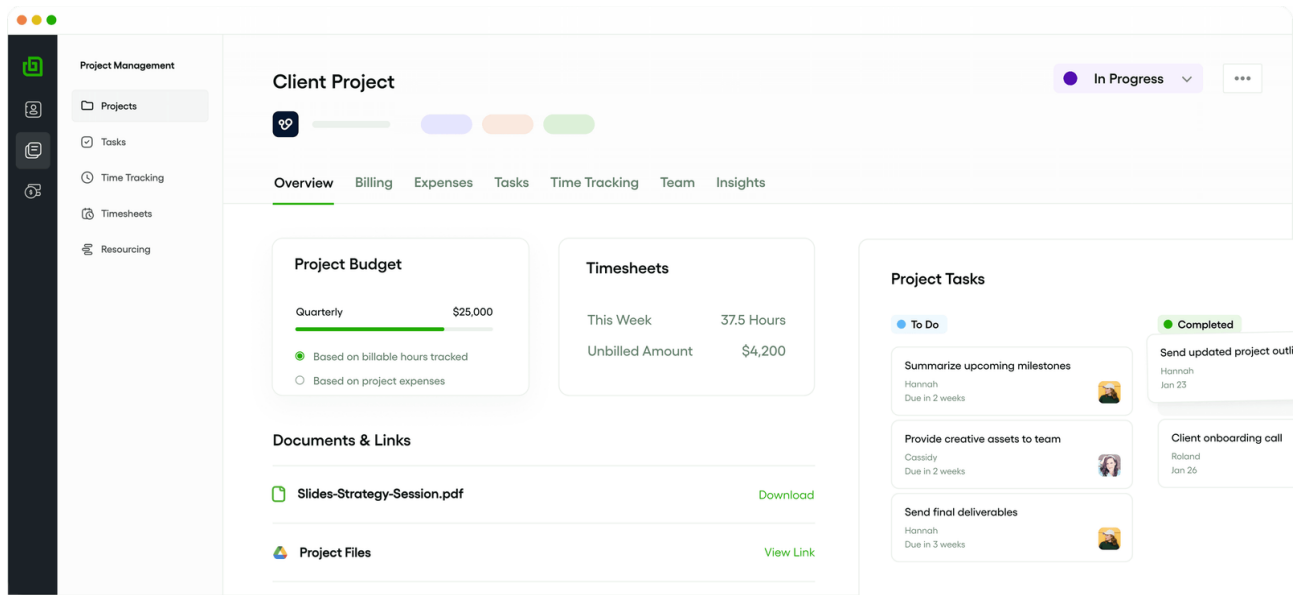 Project Management
Projects
Tasks
Time Tracking
Timesheets
Resourcing
Client Project
In Progress
Overview Billing Expenses Tasks Time Tracking Team Insights
Project Budget
Quarterly $25,000
Based on billable hours tracked
Based on project expenses
Timesheets
This Week 37.5 Hours
Unbilled Amount $4,200
Documents & Links
Slides-Strategy-Session.pdf Download
Project Files View Link
Project Tasks
To Do
Summarize upcoming milestones
Hannah
Due in 2 weeks
Provide creative assets to team
Cassidy
Due in 2 weeks
Send final deliverables
Hannah
Due in 3 weeks
Completed
Send updated project outli
Hannah
Jan 23
Client onboarding call
Roland
Jan 26